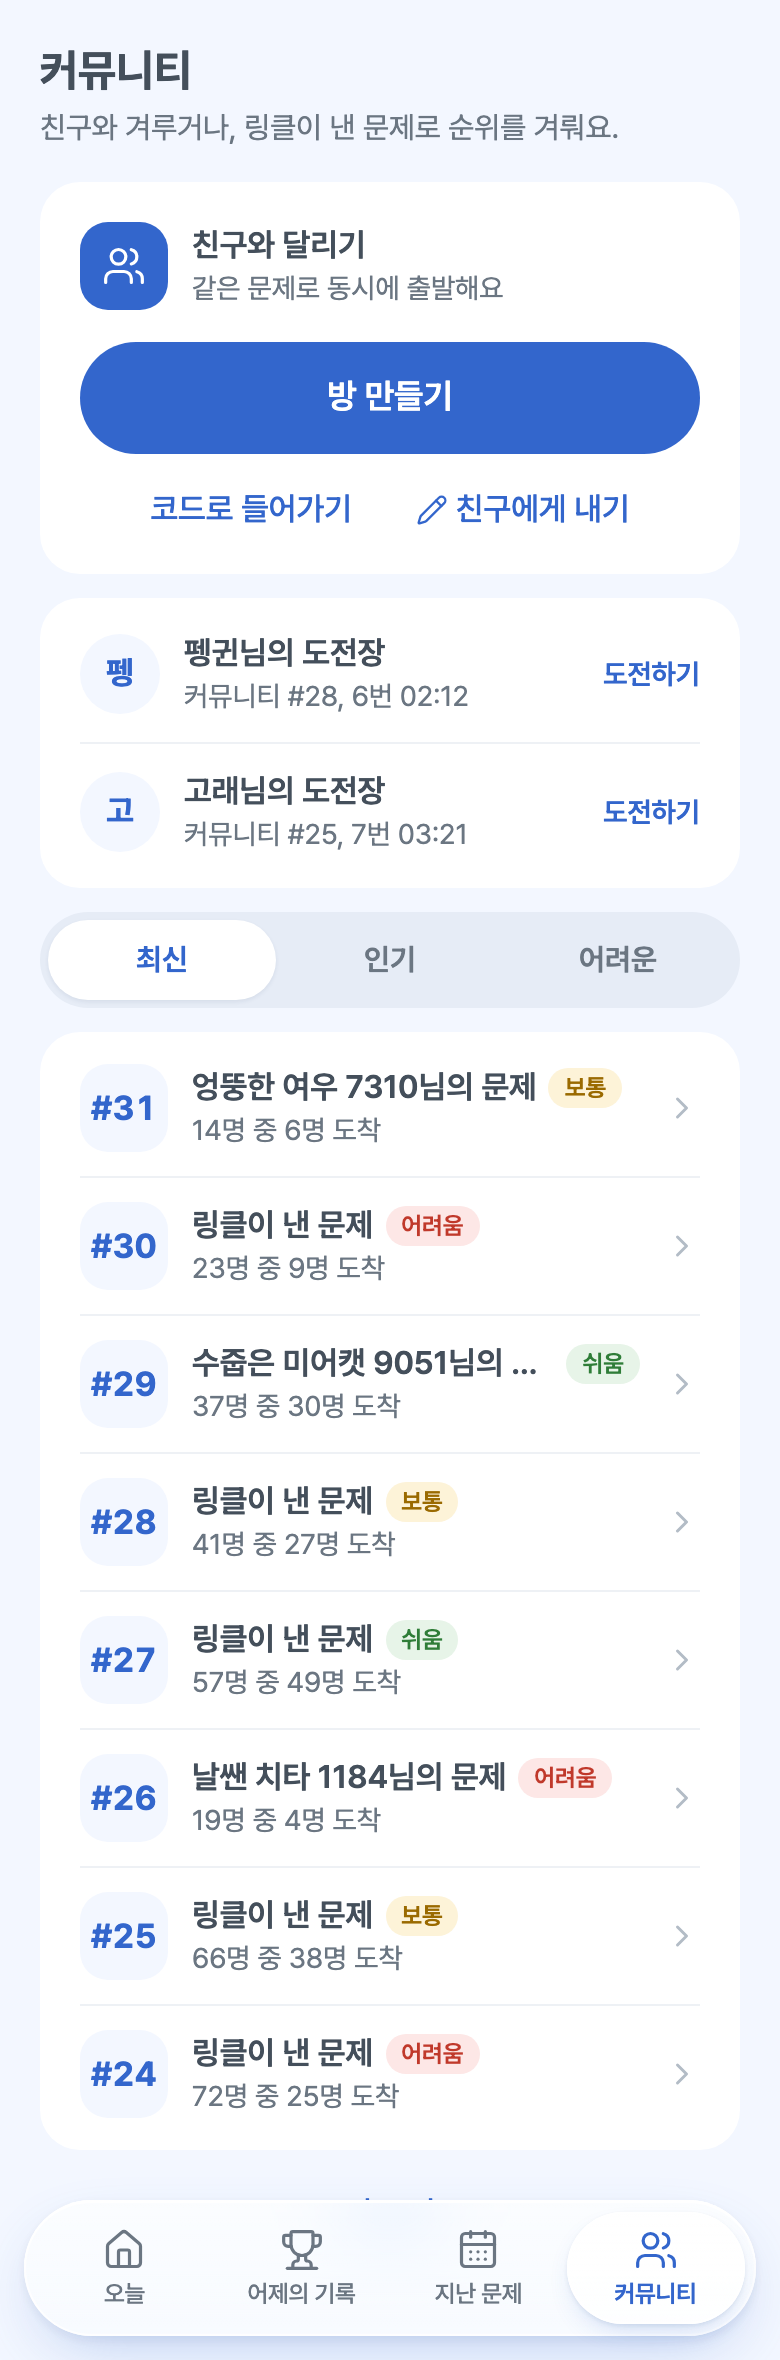 커뮤니티
친구와 겨루거나, 링클이 낸 문제로 순위를 겨뤄요.
친구와 달리기
같은 문제로 동시에 출발해요
방 만들기
코드로 들어가기
친구에게 내기
펭
펭귄님의 도전장
커뮤니티 #28, 6번 02:12
도전하기
고
고래님의 도전장
커뮤니티 #25, 7번 03:21
도전하기
최신
인기
어려운
#31
엉뚱한 여우 7310님의 문제
보통
14명 중 6명 도착
#30
링클이 낸 문제
어려움
23명 중 9명 도착
#29
수줍은 미어캣 9051님의 ...
쉬움
37명 중 30명 도착
#28
링클이 낸 문제
보통
41명 중 27명 도착
#27
링클이 낸 문제
쉬움
57명 중 49명 도착
#26
날쌘 치타 1184님의 문제
어려움
19명 중 4명 도착
#25
링클이 낸 문제
보통
66명 중 38명 도착
#24
링클이 낸 문제
어려움
72명 중 25명 도착
오늘
어제의 기록
지난 문제
커뮤니티